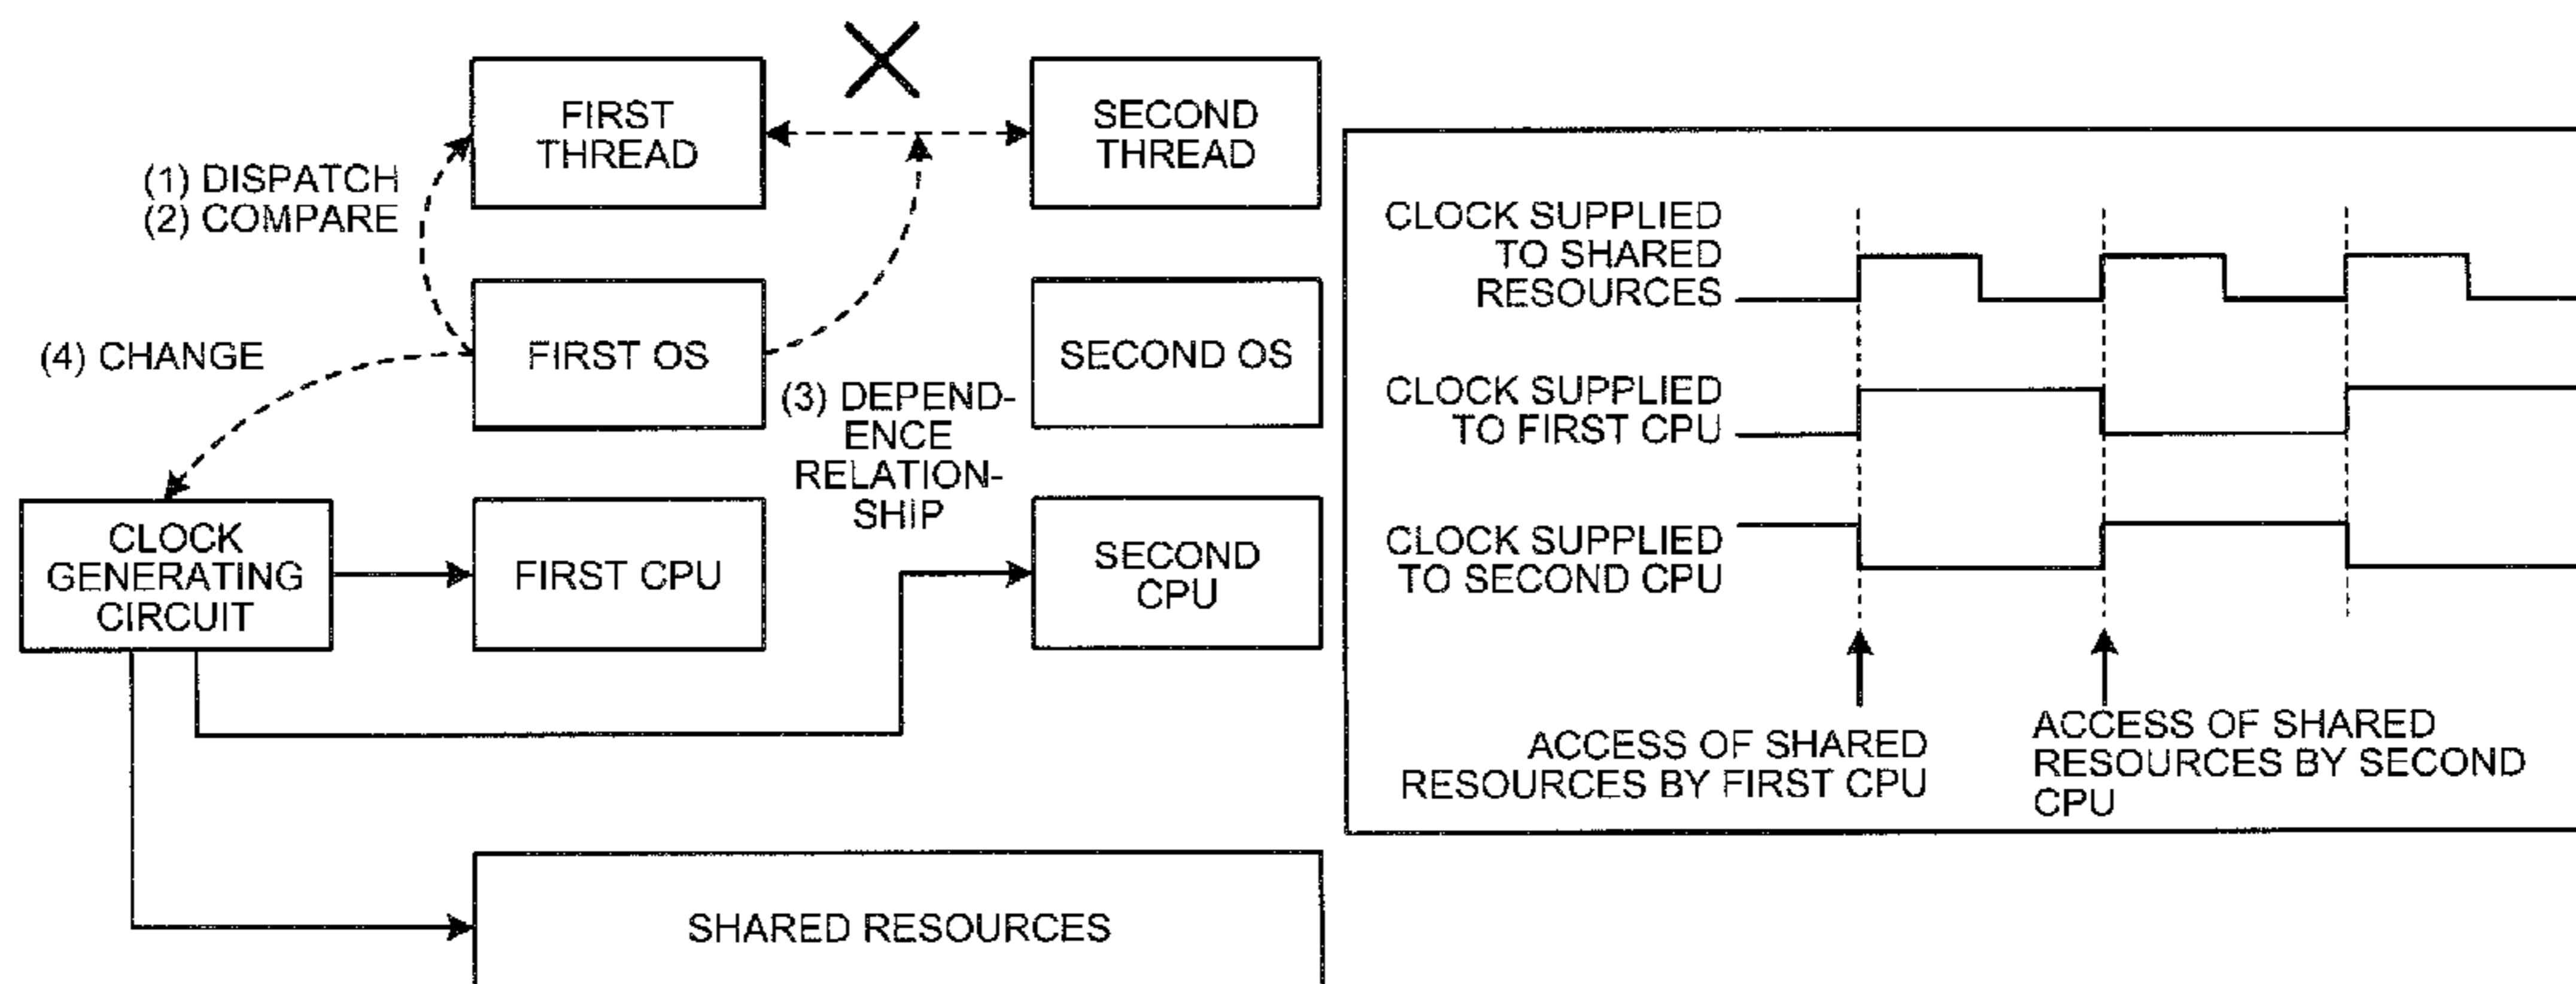 FIRST
THREAD
SECOND
THREAD
(1) DISPATCH
(2) COMPARE
FIRST OS
SECOND OS
(4) CHANGE
(3) DEPEND-
ENCE
RELATION-
SHIP
CLOCK
GENERATING
CIRCUIT
FIRST CPU
SECOND
CPU
SHARED RESOURCES
CLOCK SUPPLIED
TO SHARED
RESOURCES
CLOCK SUPPLIED
TO FIRST CPU
CLOCK SUPPLIED
TO SECOND CPU
ACCESS OF SHARED
RESOURCES BY FIRST CPU
ACCESS OF SHARED
RESOURCES BY SECOND
CPU